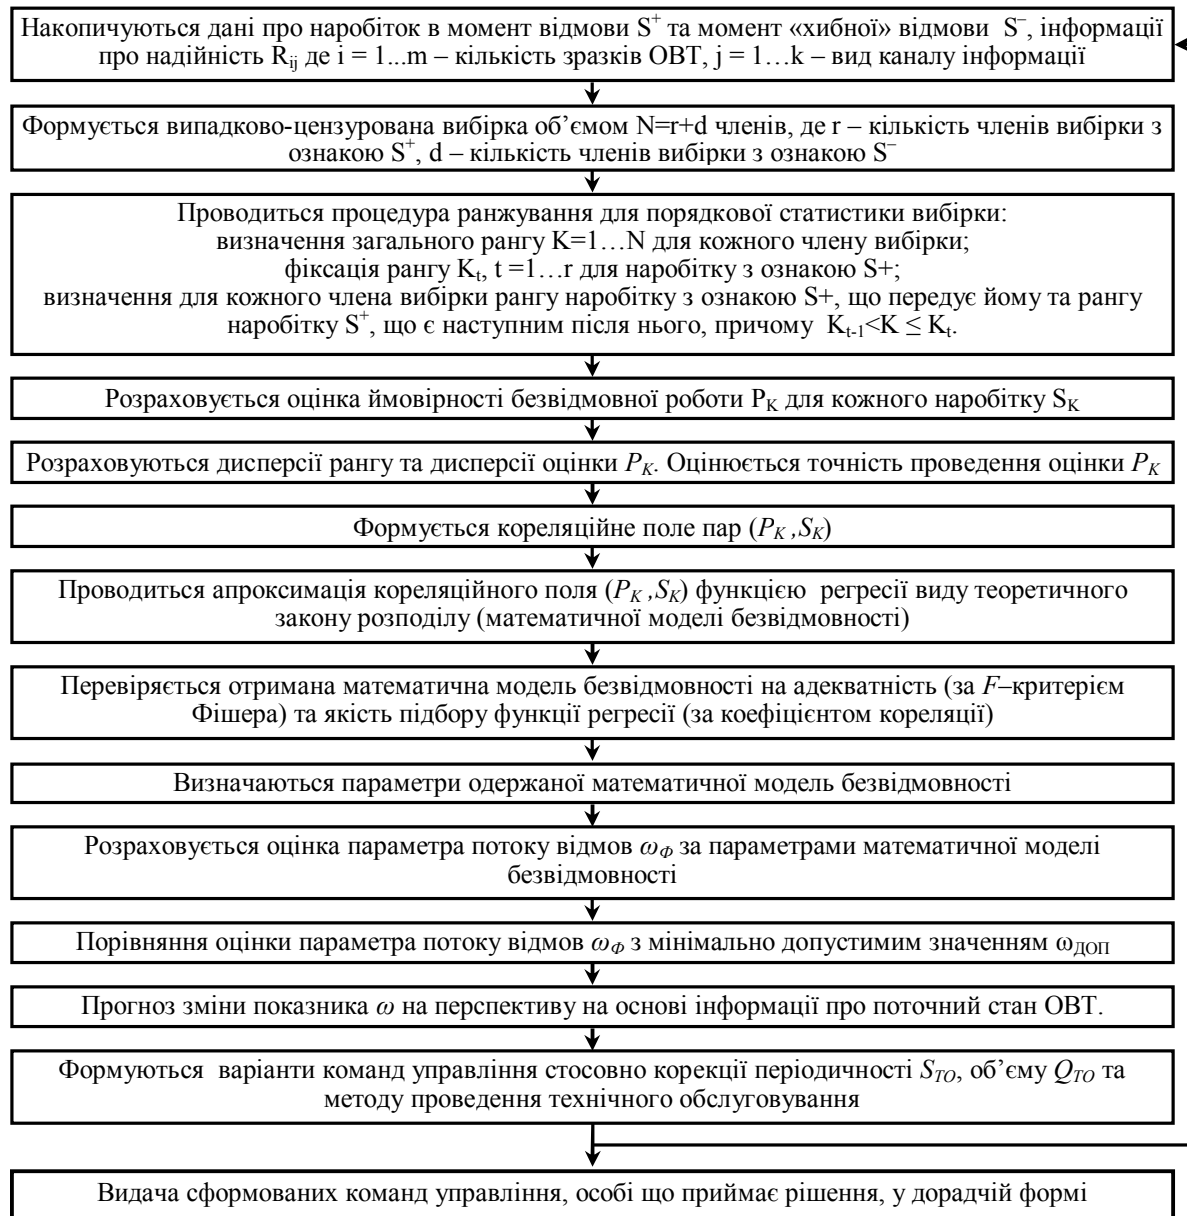 Накопичуються дані про наробіток в момент відмови S⁺ та момент «хибної» відмови S⁻, інформації
про надійність Rij де i = 1...m – кількість зразків ОВТ, j = 1…k – вид каналу інформації
Формується випадково-цензурована вибірка об’ємом N=r+d членів, де r – кількість членів вибірки з
ознакою S⁺, d – кількість членів вибірки з ознакою S⁻
Проводиться процедура ранжування для порядкової статистики вибірки:
визначення загального рангу K=1…N для кожного члену вибірки;
фіксація рангу Kt, t =1…r для наробітку з ознакою S+;
визначення для кожного члена вибірки рангу наробітку з ознакою S+, що передує йому та рангу
наробітку S⁺, що є наступним після нього, причому Kt-1<K ≤ Kt.
Розраховується оцінка ймовірності безвідмовної роботи PK для кожного наробітку SK
Розраховуються дисперсії рангу та дисперсії оцінки PK. Оцінюється точність проведення оцінки PK
Формується кореляційне поле пар (PK ,SK)
Проводиться апроксимація кореляційного поля (PK ,SK) функцією регресії виду теоретичного
закону розподілу (математичної моделі безвідмовності)
Перевіряється отримана математична модель безвідмовності на адекватність (за F–критерієм
Фішера) та якість підбору функції регресії (за коефіцієнтом кореляції)
Визначаються параметри одержаної математичної модель безвідмовності
Розраховується оцінка параметра потоку відмов ωФ за параметрами математичної моделі
безвідмовності
Порівняння оцінки параметра потоку відмов ωФ з мінімально допустимим значенням ωДОП
Прогноз зміни показника ω на перспективу на основі інформації про поточний стан ОВТ.
Формуються варіанти команд управління стосовно корекції періодичності SТО, об’єму QТО та
методу проведення технічного обслуговування
Видача сформованих команд управління, особі що приймає рішення, у дорадчій формі